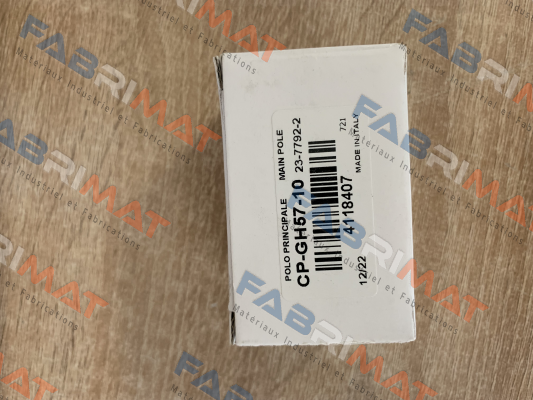 POLO PRINCIPALE MAIN POLE
CP-GH57-10 23-7792-2
4118407
721
12/22 MADE IN ITALY
FABRIMAT
Matériaux Industriel et Fabrications